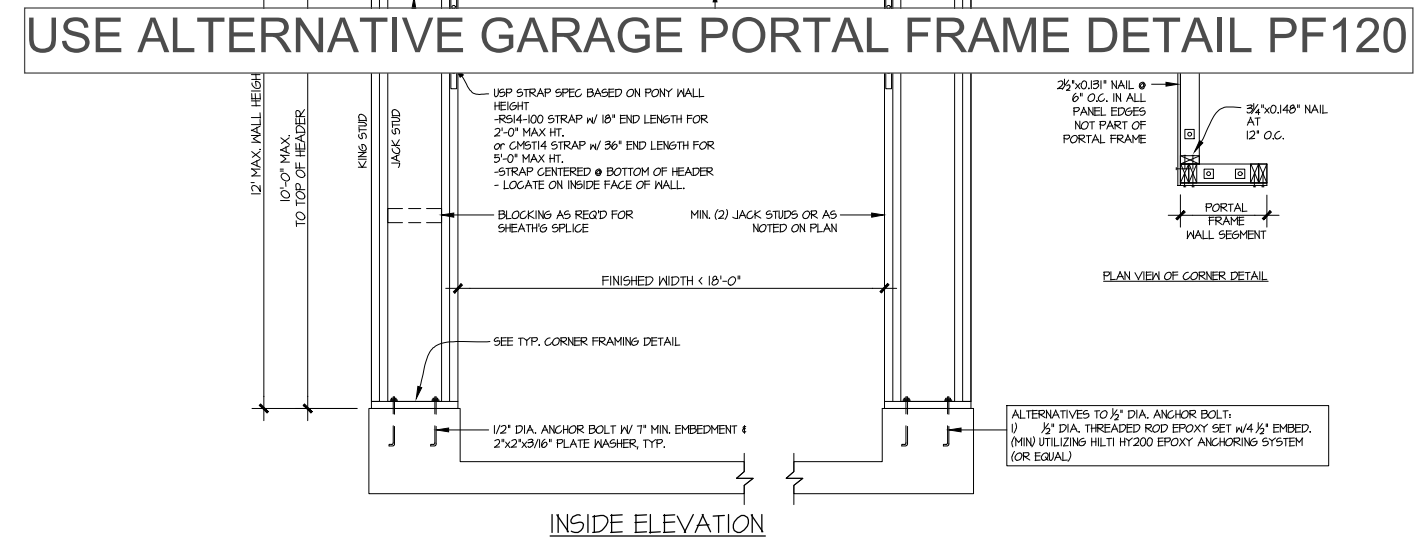 USE ALTERNATIVE GARAGE PORTAL FRAME DETAIL PF120
12' MAX. WALL HEIGH
10'-0" MAX.
TO TOP OF HEADER
KING STUD
JACK STUD
USP STRAP SPEC BASED ON PONY WALL
HEIGHT
-RS14-100 STRAP W/ 18" END LENGTH FOR
2'-0" MAX HT.
or CMST14 STRAP W/ 36" END LENGTH FOR
5'-0" MAX HT.
-STRAP CENTERED @ BOTTOM OF HEADER
- LOCATE ON INSIDE FACE OF WALL.
BLOCKING AS REQ'D FOR
SHEATH'G SPLICE
MIN. (2) JACK STUDS OR AS
NOTED ON PLAN
FINISHED WIDTH < 18'-0"
SEE TYP. CORNER FRAMING DETAIL
1/2" DIA. ANCHOR BOLT W/ 7" MIN. EMBEDMENT &
2"x2"x3/16" PLATE WASHER, TYP.
INSIDE ELEVATION
2½"x0.131" NAIL @
6" O.C. IN ALL
PANEL EDGES
NOT PART OF
PORTAL FRAME
3¼"x0.148" NAIL
AT
12" O.C.
PORTAL
FRAME
WALL SEGMENT
PLAN VIEW OF CORNER DETAIL
ALTERNATIVES TO ½" DIA. ANCHOR BOLT:
1) ½" DIA. THREADED ROD EPOXY SET W/4 ½" EMBED.
(MIN) UTILIZING HILTI HY200 EPOXY ANCHORING SYSTEM
(OR EQUAL)